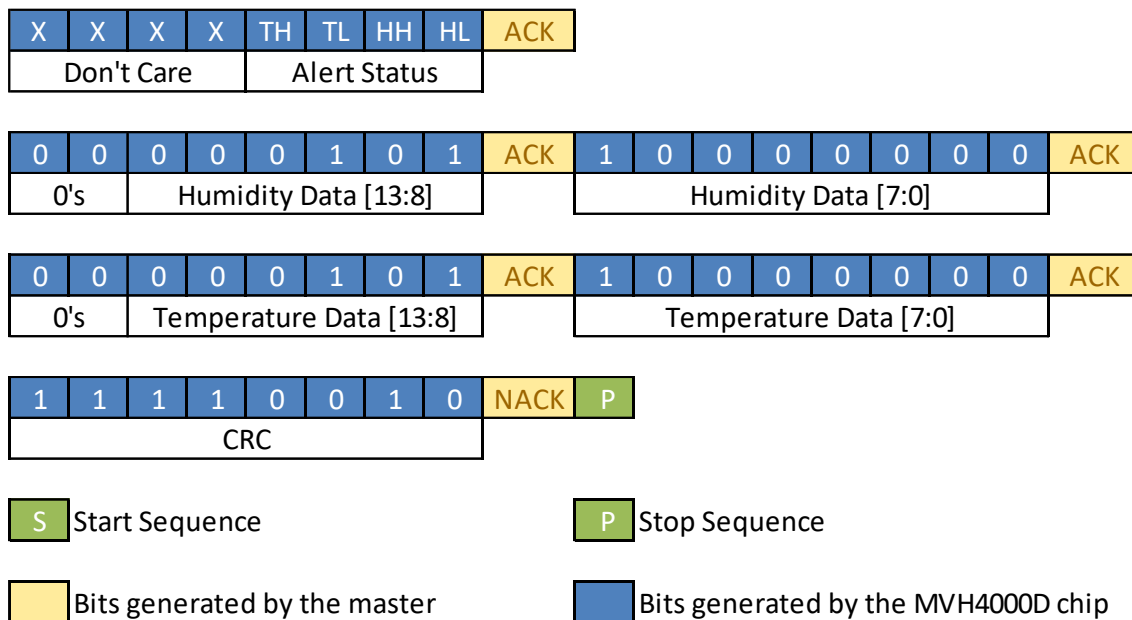 X X X X TH TL HH HL ACK
Don't Care Alert Status
0 0 0 0 0 1 0 1 ACK 1 0 0 0 0 0 0 0 ACK
0's Humidity Data [13:8] Humidity Data [7:0]
0 0 0 0 0 1 0 1 ACK 1 0 0 0 0 0 0 0 ACK
0's Temperature Data [13:8] Temperature Data [7:0]
1 1 1 1 0 0 1 0 NACK P
CRC
S Start Sequence P Stop Sequence
Bits generated by the master Bits generated by the MVH4000D chip